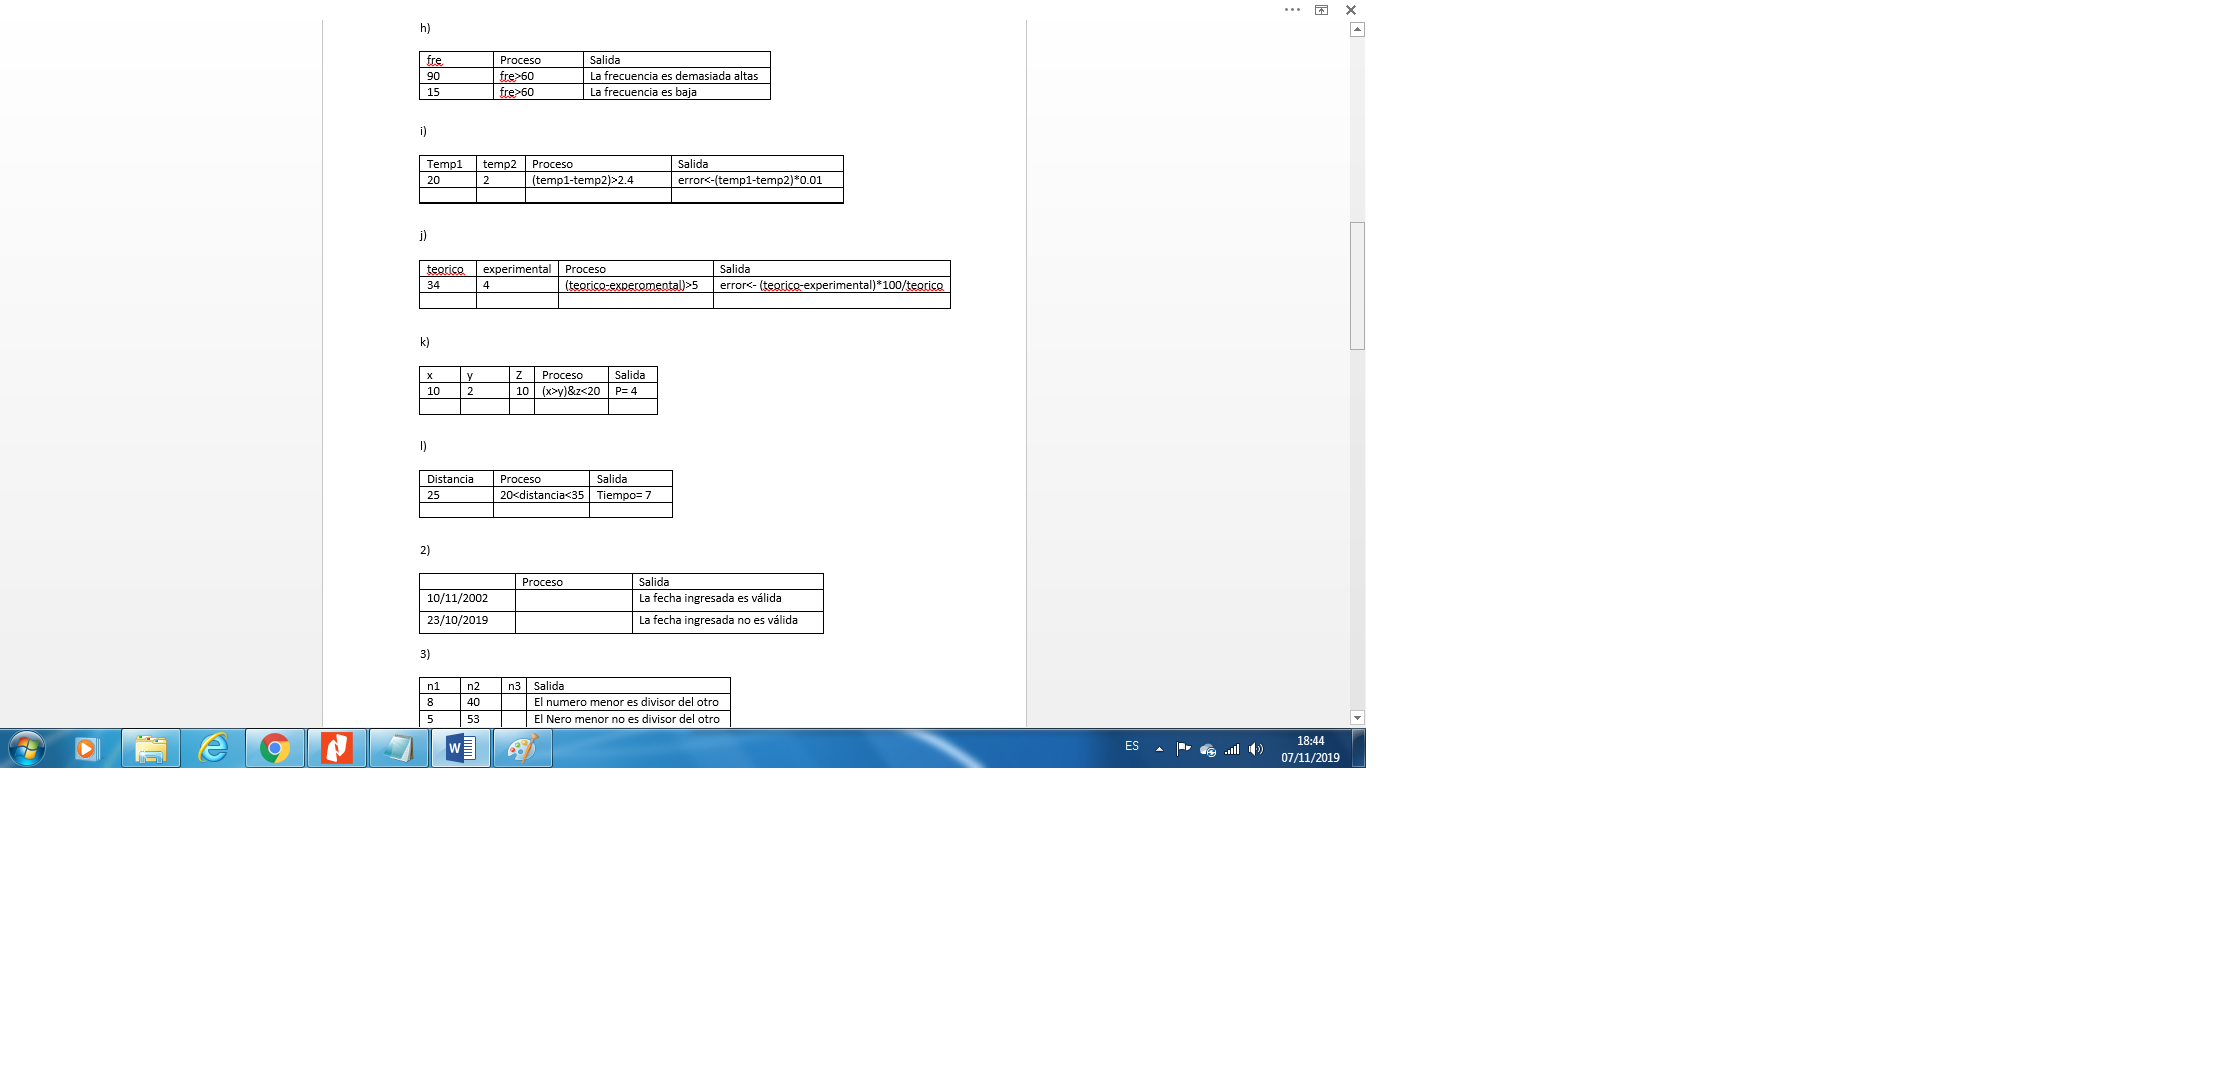 h)
fre Proceso Salida
90 fre>60 La frecuencia es demasiada altas
15 fre>60 La frecuencia es baja
i)
Temp1 temp2 Proceso Salida
20 2 (temp1-temp2)>2.4 error<-(temp1-temp2)*0.01
j)
teorico experimental Proceso Salida
34 4 (teorico-experomental)>5 error<- (teorico-experimental)*100/teorico
k)
x y Z Proceso Salida
10 2 10 (x>y)&z<20 P= 4
l)
Distancia Proceso Salida
25 20<distancia<35 Tiempo= 7
2)
Proceso Salida
10/11/2002 La fecha ingresada es válida
23/10/2019 La fecha ingresada no es válida
3)
n1 n2 n3 Salida
8 40 El numero menor es divisor del otro
5 53 El Nero menor no es divisor del otro
W
ES
18:44
07/11/2019